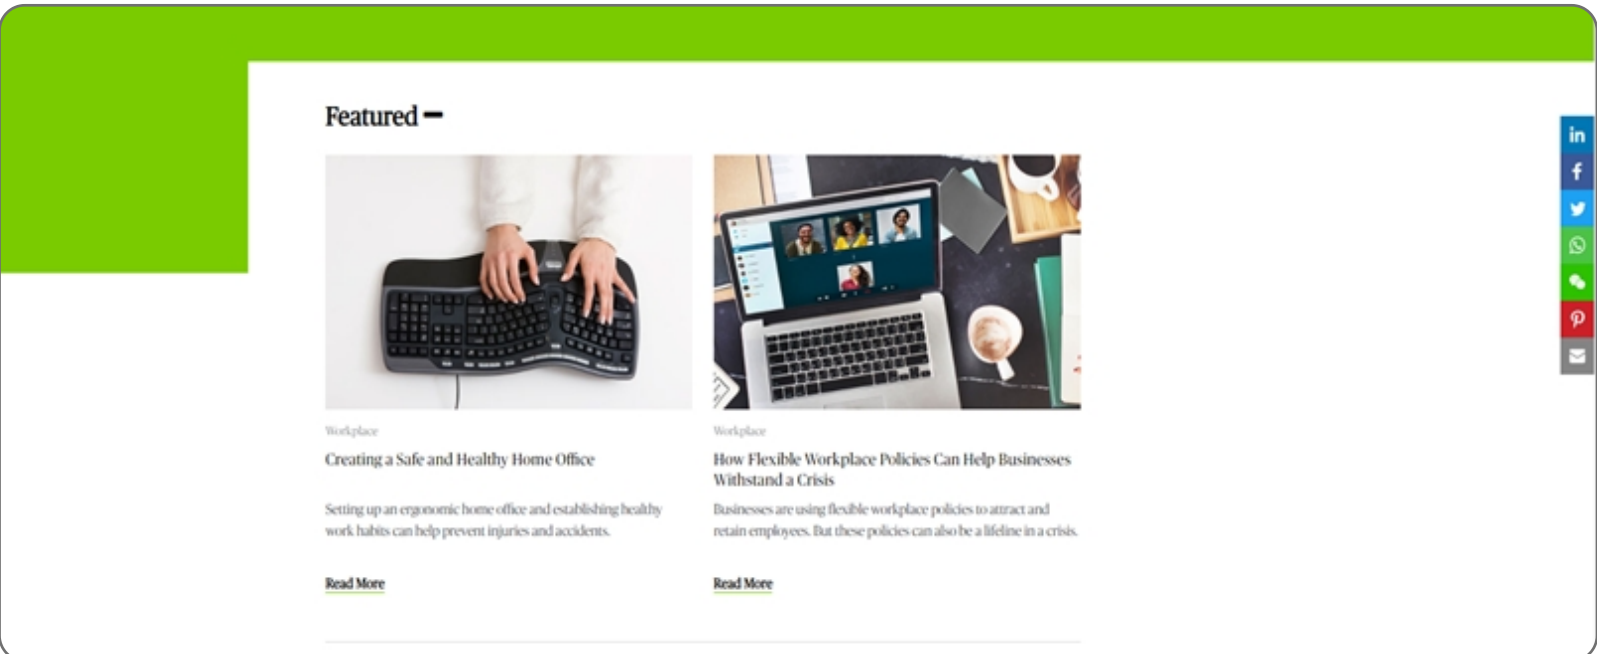 Featured
Workplace
Creating a Safe and Healthy Home Office
Setting up an ergonomic home office and establishing healthy
work habits can help prevent injuries and accidents.
Read More
Workplace
How Flexible Workplace Policies Can Help Businesses
Withstand a Crisis
Businesses are using flexible workplace policies to attract and
retain employees. But these policies can also be a lifeline in a crisis.
Read More
in
f